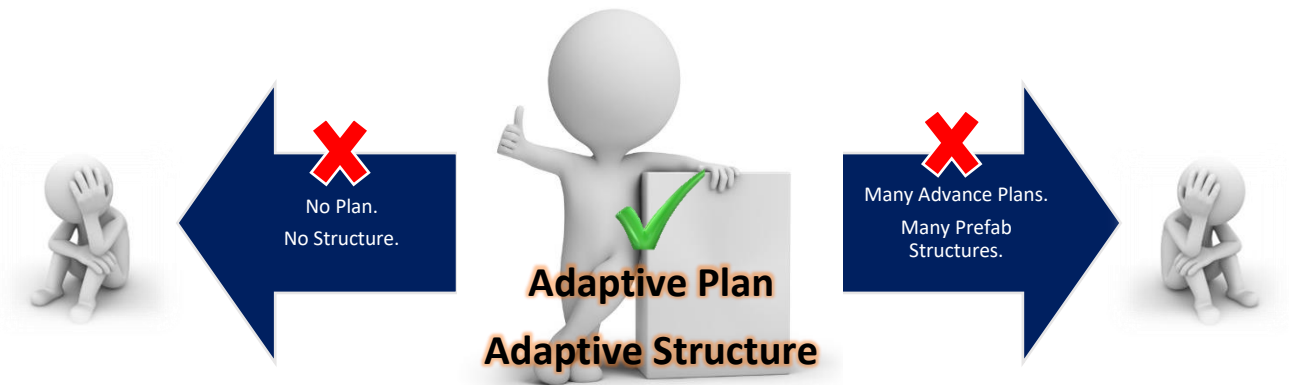 No Plan.
No Structure.
Adaptive Plan
Adaptive Structure
Many Advance Plans.
Many Prefab
Structures.